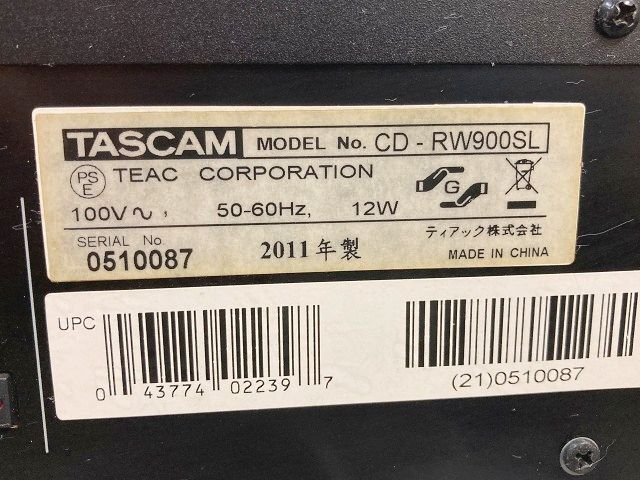 TASCAM MODEL No. CD - RW900SL
PSE TEAC CORPORATION G
100V~, 50-60Hz, 12W
ティアック株式会社
SERIAL No.
0510087 2011年製 MADE IN CHINA
UPC
0 43774 02239 7
(21)0510087